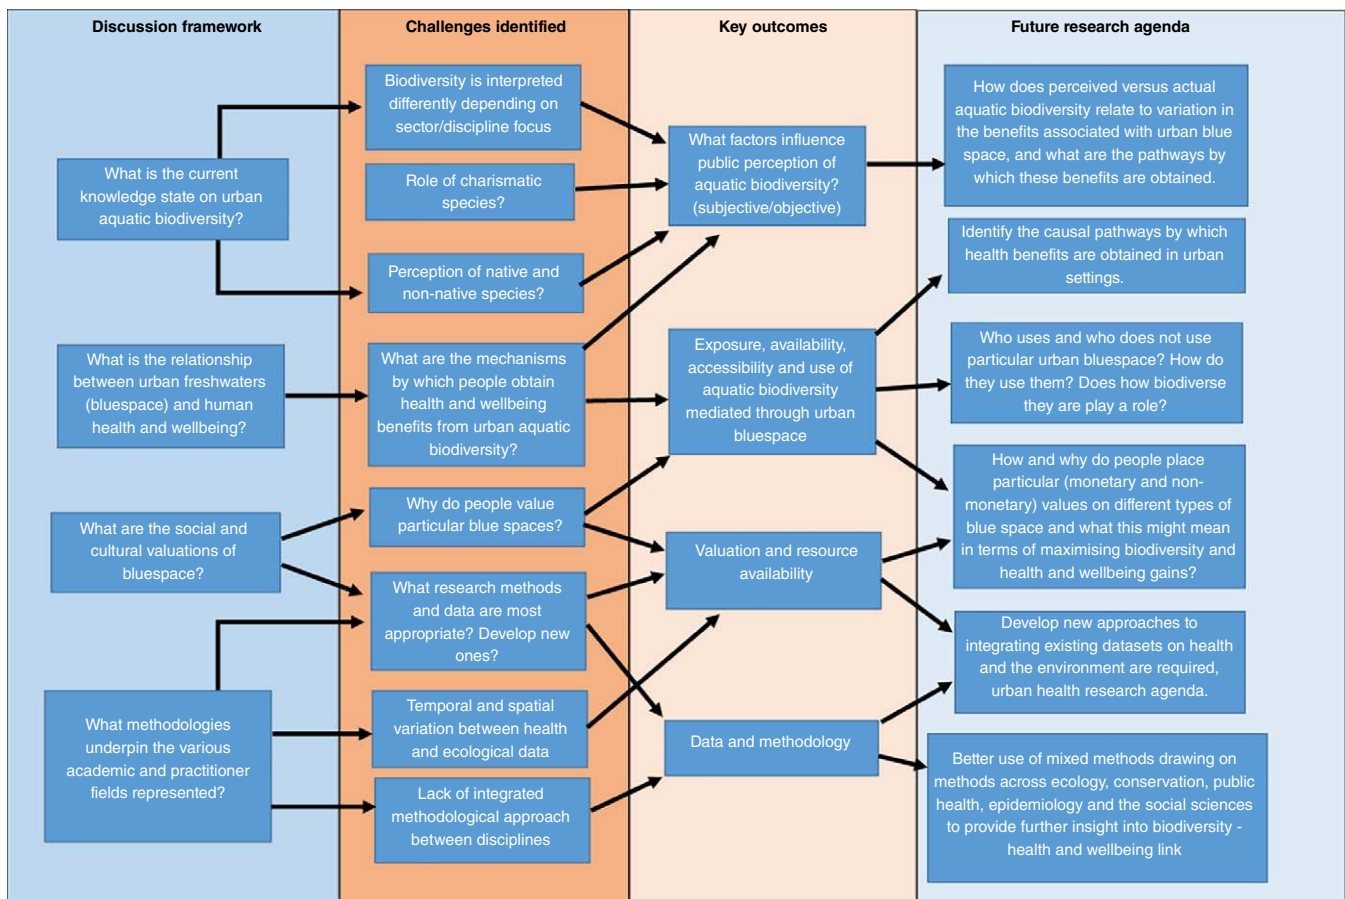 Discussion framework
Challenges identified
Key outcomes
Future research agenda
What is the current
knowledge state on urban
aquatic biodiversity?
What is the relationship
between urban freshwaters
(bluespace) and human
health and wellbeing?
What are the social and
cultural valuations of
bluespace?
What methodologies
underpin the various
academic and practitioner
fields represented?
Biodiversity is interpreted
differently depending on
sector/discipline focus
Role of charismatic
species?
Perception of native and
non-native species?
What are the mechanisms
by which people obtain
health and wellbeing
benefits from urban aquatic
biodiversity?
Why do people value
particular blue spaces?
What research methods
and data are most
appropriate? Develop new
ones?
Temporal and spatial
variation between health
and ecological data
Lack of integrated
methodological approach
between disciplines
What factors influence
public perception of
aquatic biodiversity?
(subjective/objective)
Exposure, availability,
accessibility and use of
aquatic biodiversity
mediated through urban
bluespace
Valuation and resource
availability
Data and methodology
How does perceived versus actual
aquatic biodiversity relate to variation in
the benefits associated with urban blue
space, and what are the pathways by
which these benefits are obtained.
Identify the causal pathways by which
health benefits are obtained in urban
settings.
Who uses and who does not use
particular urban bluespace? How do
they use them? Does how biodiverse
they are play a role?
How and why do people place
particular (monetary and non-
monetary) values on different types of
blue space and what this might mean
in terms of maximising biodiversity and
health and wellbeing gains?
Develop new approaches to
integrating existing datasets on health
and the environment are required,
urban health research agenda.
Better use of mixed methods drawing on
methods across ecology, conservation, public
health, epidemiology and the social sciences
to provide further insight into biodiversity -
health and wellbeing link